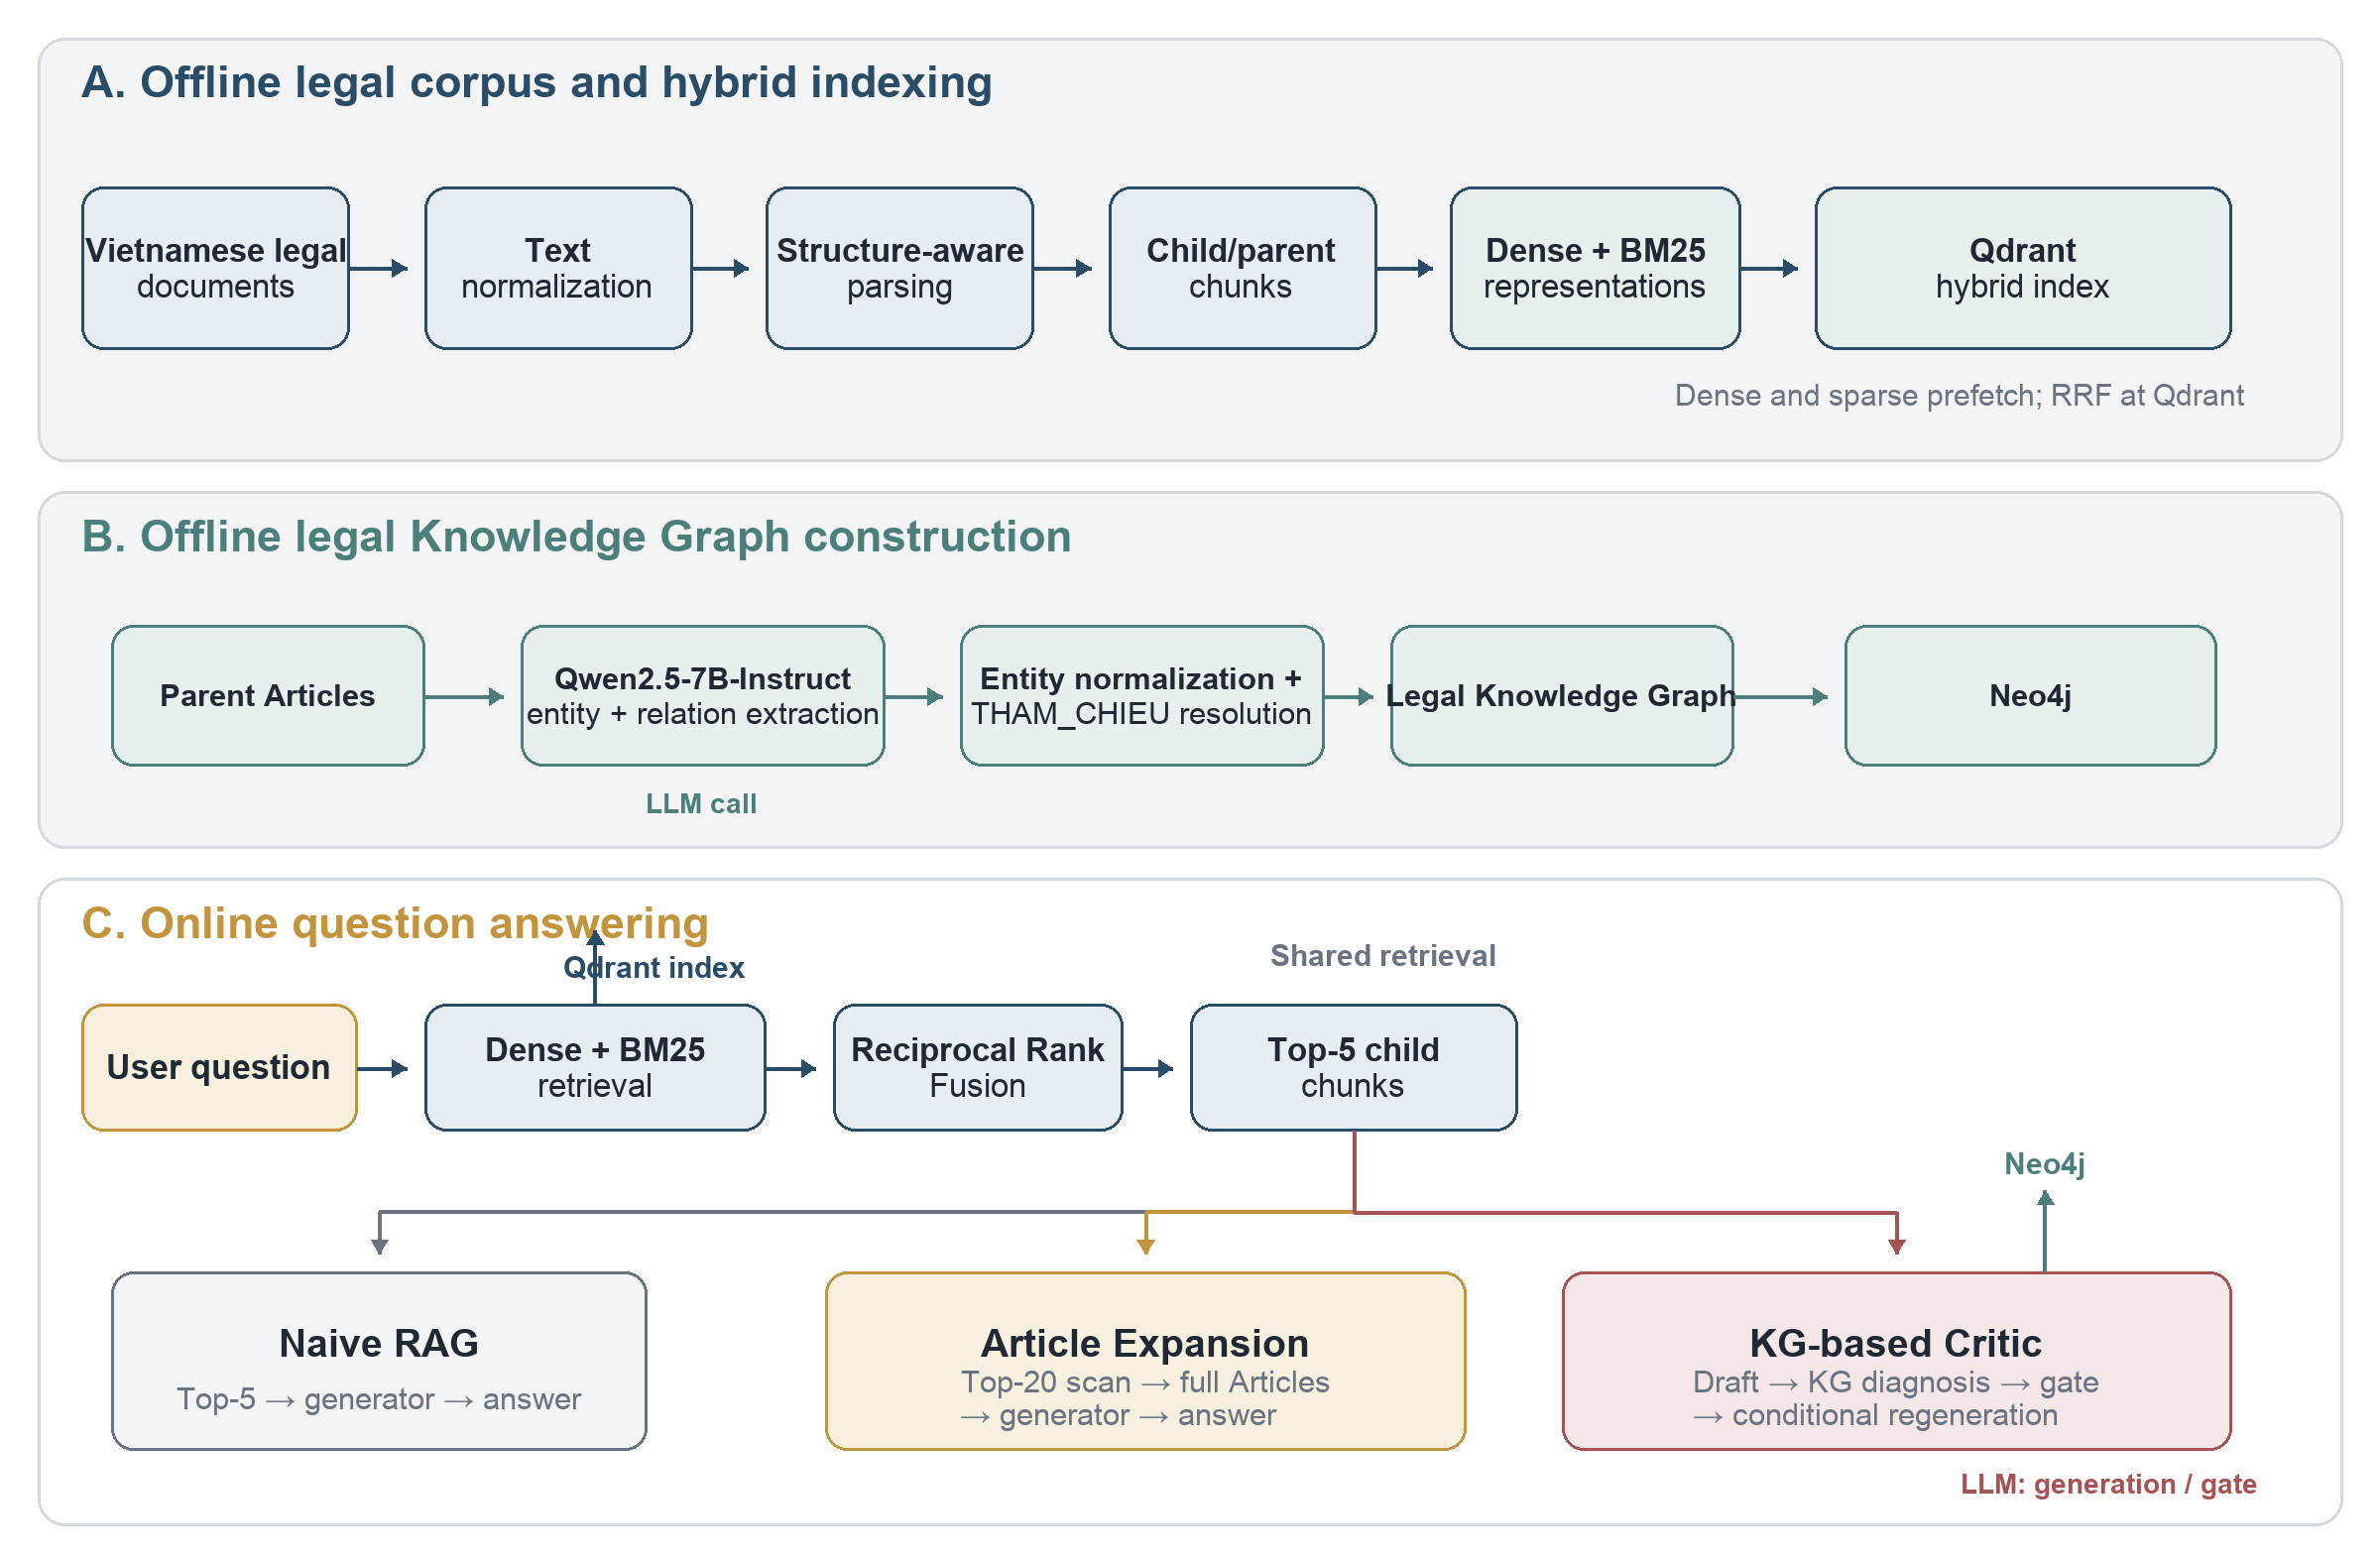 A. Offline legal corpus and hybrid indexing
Vietnamese legal
documents
Text
normalization
Structure-aware
parsing
Child/parent
chunks
Dense + BM25
representations
Qdrant
hybrid index
Dense and sparse prefetch; RRF at Qdrant
B. Offline legal Knowledge Graph construction
Parent Articles
Qwen2.5-7B-Instruct
entity + relation extraction
Entity normalization +
THAM_CHIEU resolution
Legal Knowledge Graph
Neo4j
LLM call
C. Online question answering
Qdrant index
Shared retrieval
User question
Dense + BM25
retrieval
Reciprocal Rank
Fusion
Top-5 child
chunks
Neo4j
Naive RAG
Top-5 → generator → answer
Article Expansion
Top-20 scan → full Articles
→ generator → answer
KG-based Critic
Draft → KG diagnosis → gate
→ conditional regeneration
LLM: generation / gate